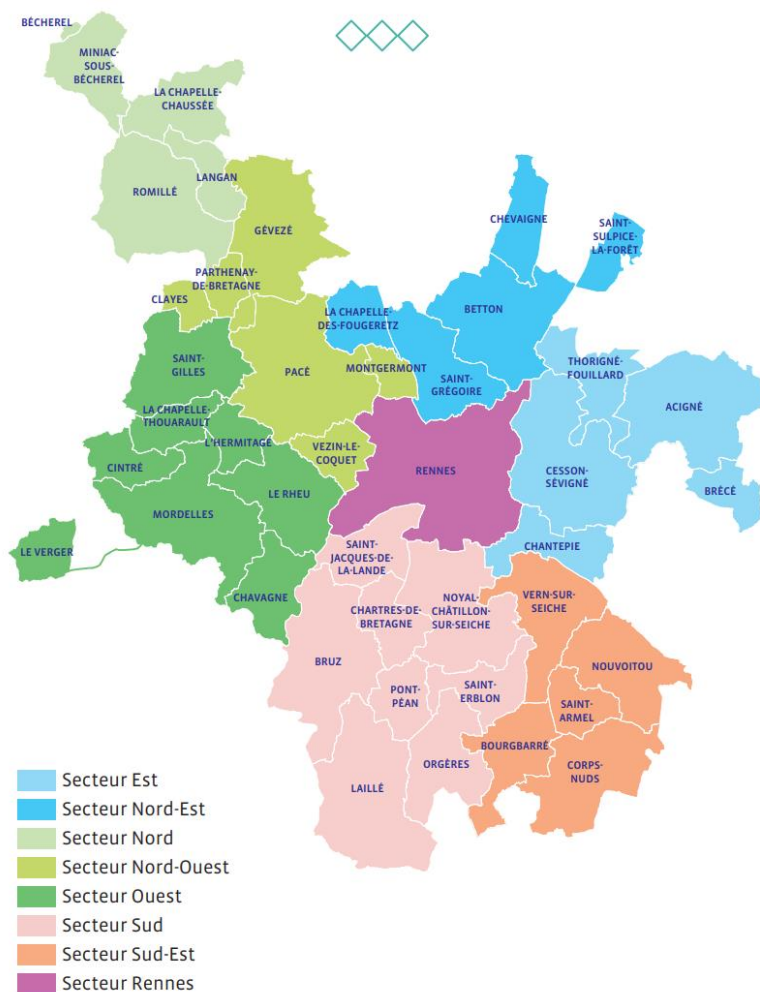 BÉCHEREL
MINIAC-
SOUS-
BÉCHEREL
LA CHAPELLE-
CHAUSSÉE
LANGAN
ROMILLÉ
GÉVEZÉ
CHEVAIGNE
SAINT-
SULPICE-
LA-FORÊT
PARTHENAY-
DE-BRETAGNE
CLAYES
LA CHAPELLE
-DES-FOUGERETZ
BETTON
SAINT-
GILLES
PACÉ
MONTGERMONT
SAINT-
GRÉGOIRE
THORIGNÉ-
FOUILLARD
ACIGNÉ
LA CHAPELLE-
THOUARAULT
L'HERMITAGE
VEZIN-LE-
COQUET
CINTRÉ
RENNES
CESSON-
SÉVIGNÉ
BRÉCÉ
LE RHEU
MORDELLES
LE VERGER
CHANTEPIE
SAINT-
JACQUES-DE-
LA-LANDE
CHAVAGNE
CHARTRES-DE-
BRETAGNE
NOYAL-
CHÂTILLON-
SUR-SEICHE
VERN-SUR-
SEICHE
BRUZ
NOUVOITOU
PONT-
PÉAN
SAINT-
ERBLON
SAINT-
ARMEL
BOURGBARRÉ
ORGÈRES
CORPS-
NUDS
LAILLÉ
Secteur Est
Secteur Nord-Est
Secteur Nord
Secteur Nord-Ouest
Secteur Ouest
Secteur Sud
Secteur Sud-Est
Secteur Rennes